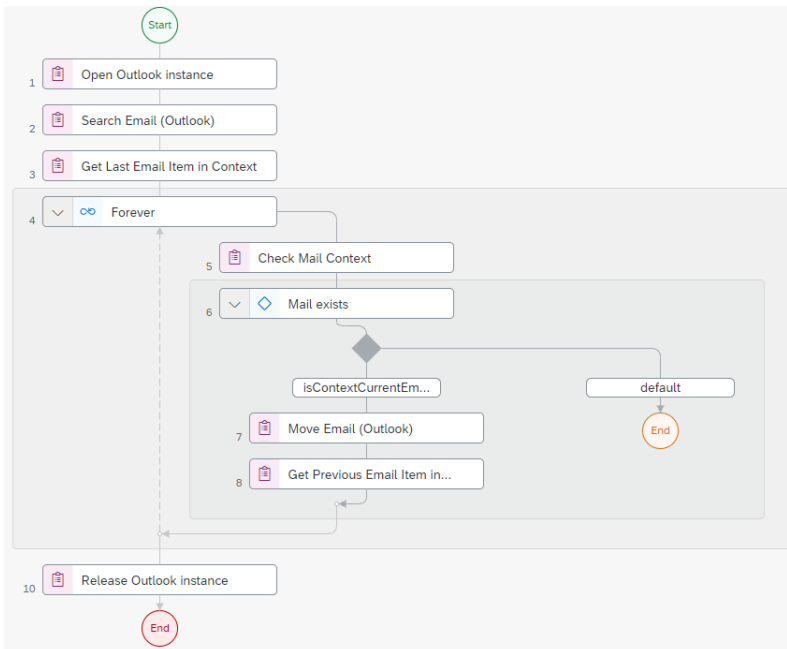 Start
1 Open Outlook instance
2 Search Email (Outlook)
3 Get Last Email Item in Context
4 Forever
5 Check Mail Context
6 Mail exists
isContextCurrentEm...
default
7 Move Email (Outlook)
End
8 Get Previous Email Item in...
10 Release Outlook instance
End